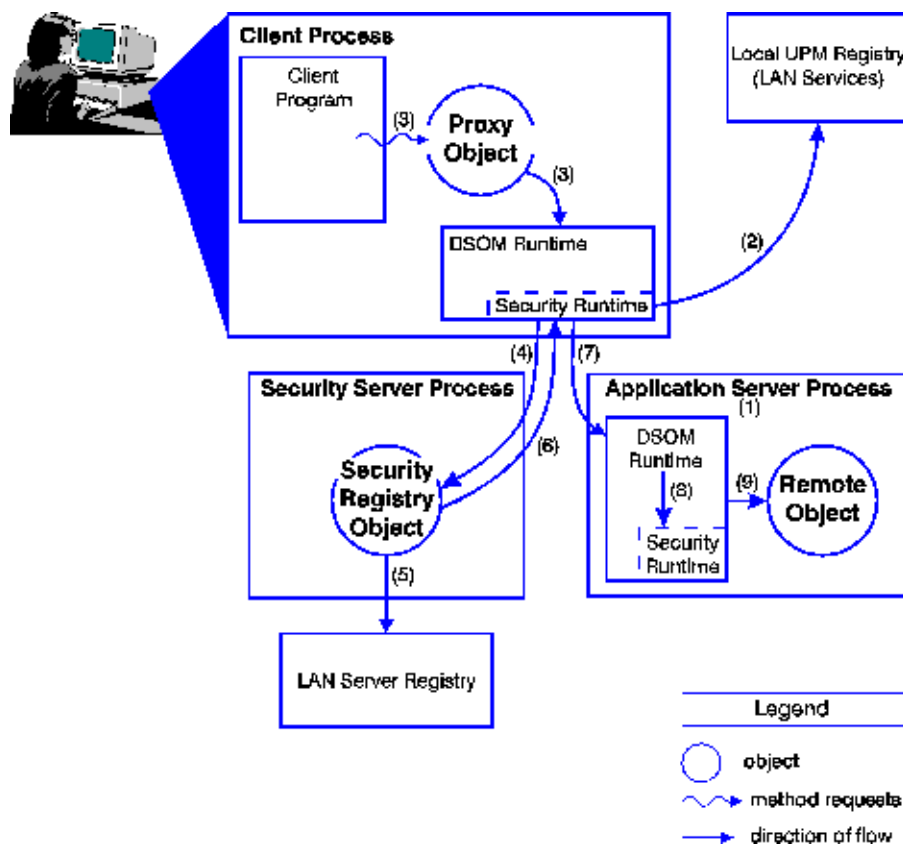 Client Process
Client
Program
(3)
Proxy
Object
(3)
DSOM Runtime
Security Runtime
Local UPM Registry
(LAN Services)
(2)
(4)
(7)
Security Server Process
(6)
Security
Registry
Object
(5)
LAN Server Registry
Application Server Process
(1)
DSOM
Runtime
(8)
(9)
Security
Runtime
Remote
Object
Legend
object
method requests
direction of flow